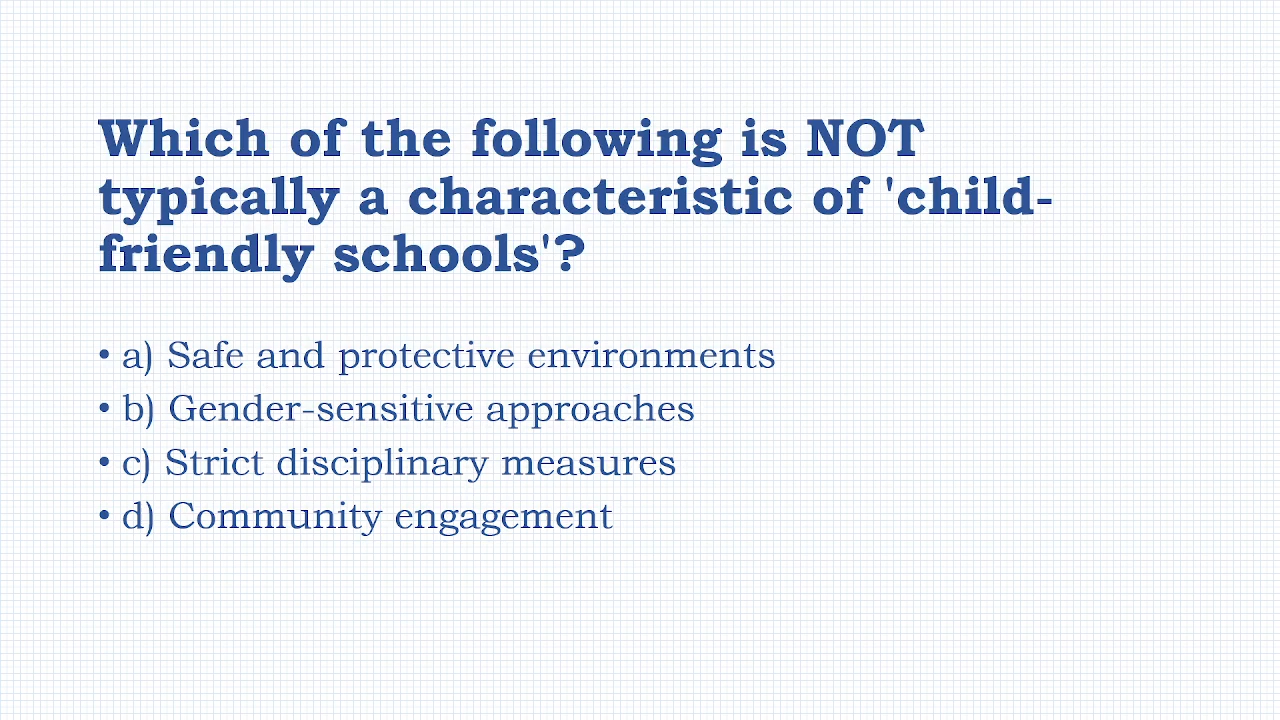 Which of the following is NOT
typically a characteristic of 'child-
friendly schools'?
• a) Safe and protective environments
• b) Gender-sensitive approaches
• c) Strict disciplinary measures
• d) Community engagement